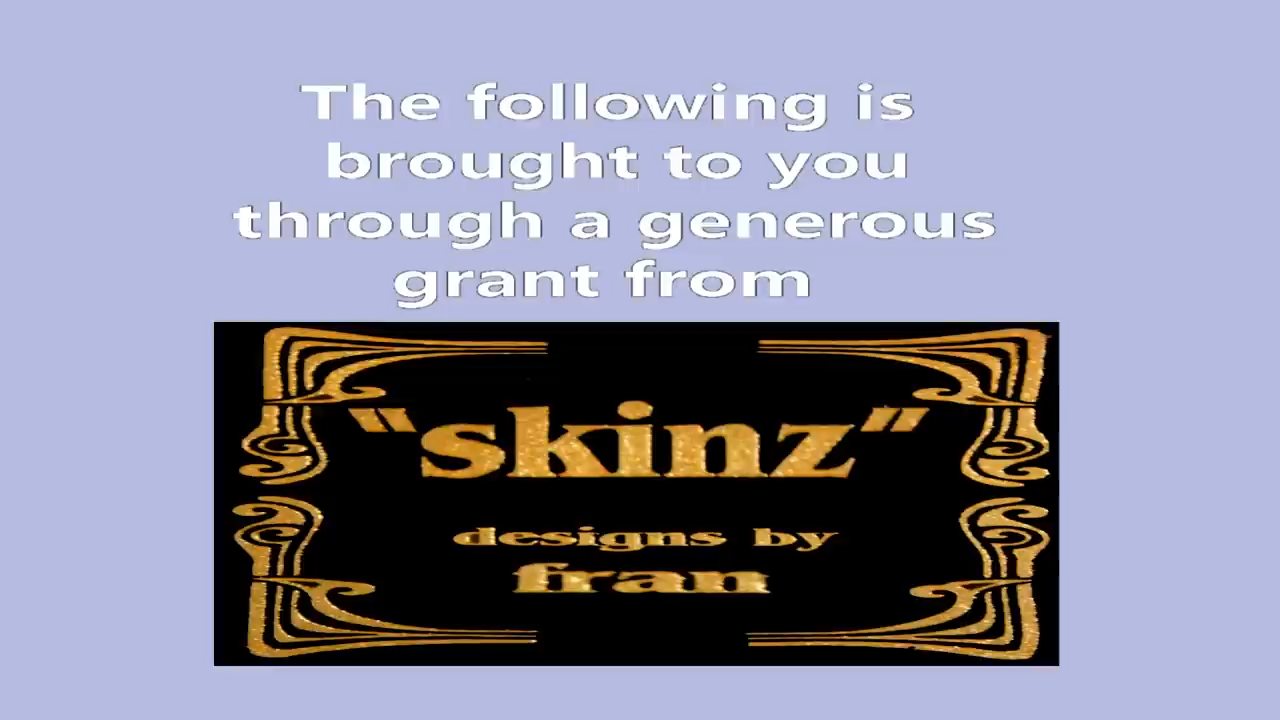 The following is
brought to you
through a generous
grant from
"skinz"
designs by
fran